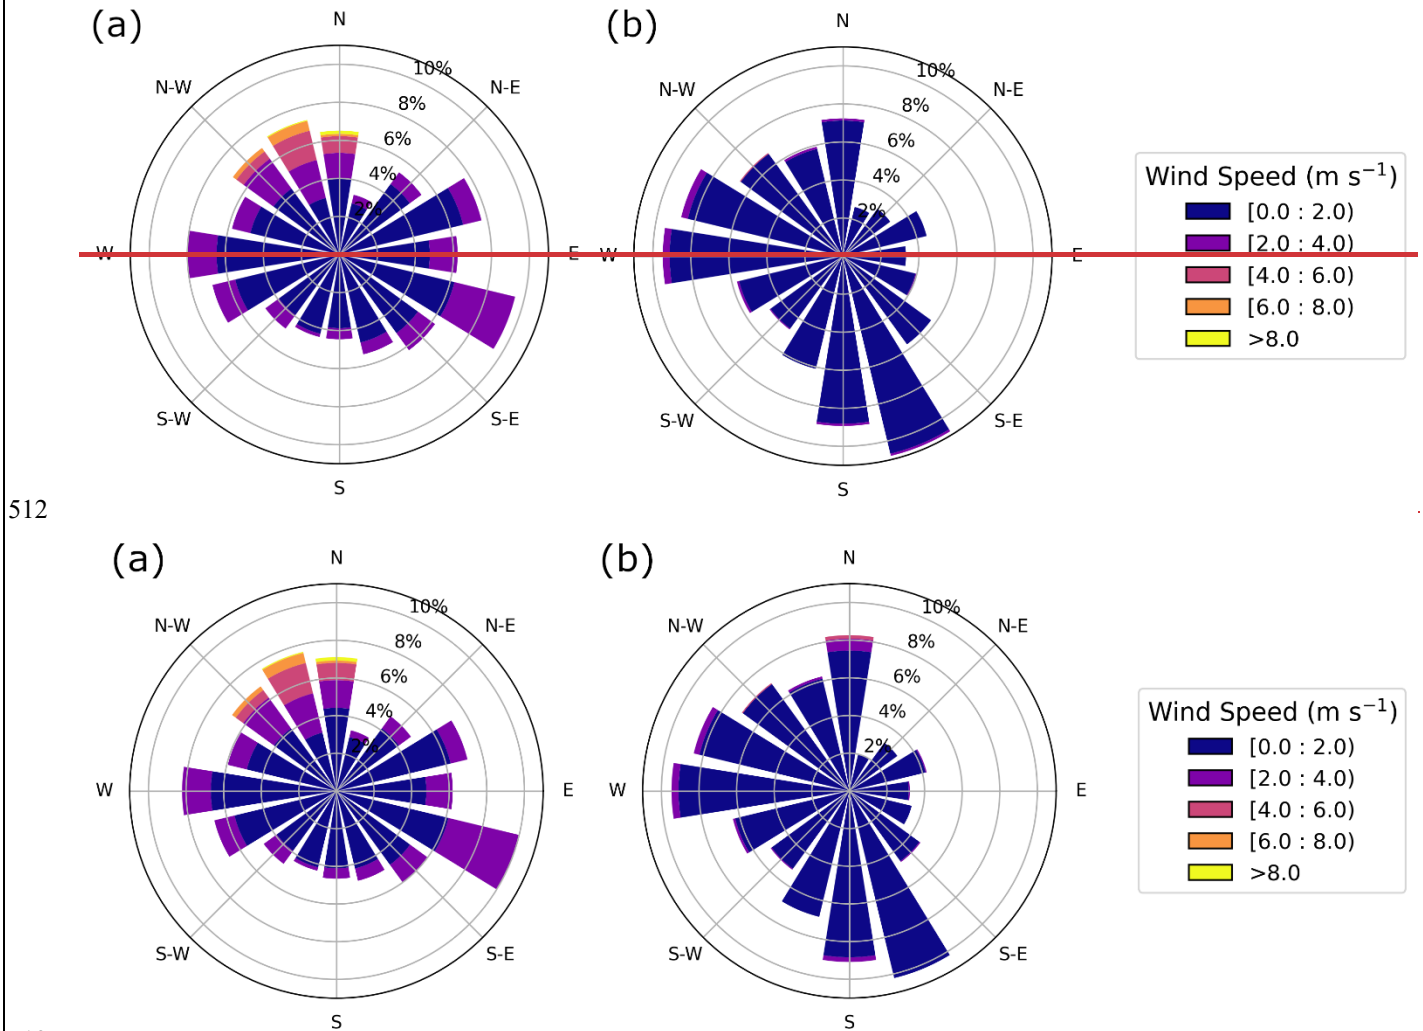 (a)
(b)
N
N
10%
10%
N-W
N-E
N-W
N-E
8%
8%
6%
6%
4%
4%
2%
2%
W
E
W
E
S-W
S-E
S-W
S-E
S
S
Wind Speed (m s⁻¹)
[0.0 : 2.0)
[2.0 : 4.0)
[4.0 : 6.0)
[6.0 : 8.0)
>8.0
512
(a)
(b)
N
N
10%
10%
N-W
N-E
N-W
N-E
8%
8%
6%
6%
4%
4%
2%
2%
W
E
W
E
S-W
S-E
S-W
S-E
S
S
Wind Speed (m s⁻¹)
[0.0 : 2.0)
[2.0 : 4.0)
[4.0 : 6.0)
[6.0 : 8.0)
>8.0